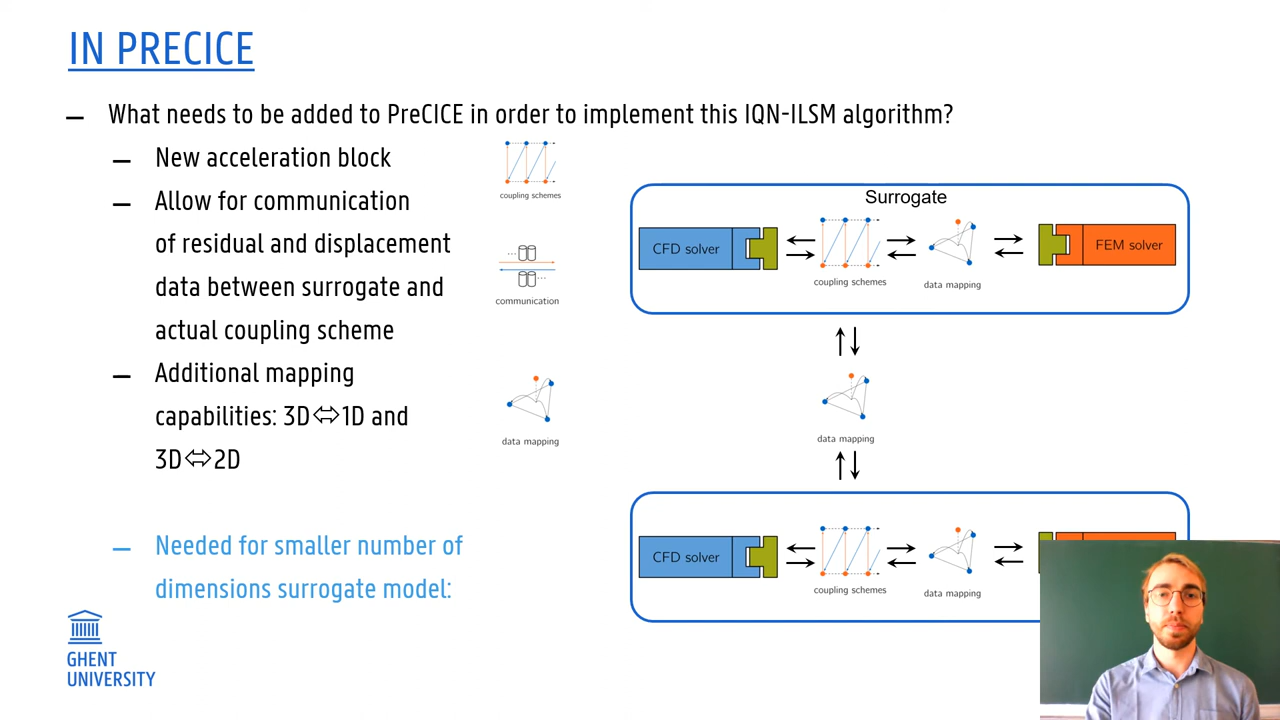 IN PRECICE
— What needs to be added to PreCICE in order to implement this IQN-ILSM algorithm?
— New acceleration block
— Allow for communication
of residual and displacement
data between surrogate and
actual coupling scheme
— Additional mapping
capabilities: 3D⇔1D and
3D⇔2D
— Needed for smaller number of
dimensions surrogate model:
coupling schemes
communication
data mapping
Surrogate
CFD solver
coupling schemes
data mapping
FEM solver
data mapping
CFD solver
coupling schemes
data mapping
GHENT
UNIVERSITY